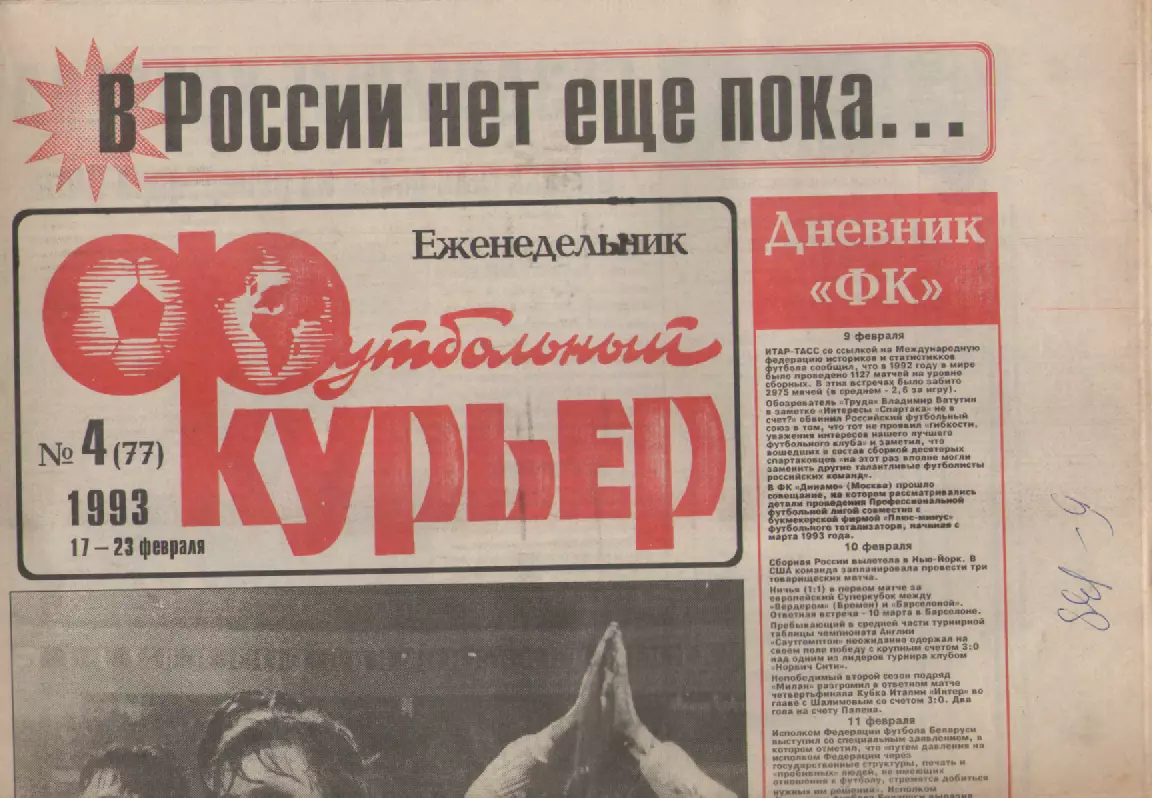 В России нет еще пока...
Еженедельник
Футбольный
Курьер
№ 4 (77)
1993
17 – 23 февраля
Дневник
«ФК»
9 февраля
ИТАР-ТАСС со ссылкой на Международную
федерацию историков и статистиков
футбола сообщил, что в 1992 году в мире
было проведено 1127 матчей на уровне
сборных. В этих встречах было забито
2975 мячей (в среднем - 2,6 за игру).
Обозреватель «Труда» Владимир Ватутин
в заметке «Интересы «Спартака» не в
счет?» обвинил Российский футбольный
союз в том, что тот не проявил «гибкости,
уважения интересов нашего лучшего
футбольного клуба» и заметил, что
вошедших в состав сборной десятерых
спартаковцев «на этот раз вполне могли
заменить другие талантливые футболисты
российских команд».
В ФК «Динамо» (Москва) прошло
совещание, на котором рассматривались
детали проведения Профессиональной
футбольной лигой совместно с
букмекерской фирмой «Плюс-минус»
футбольного тотализатора, начиная с
марта 1993 года.
10 февраля
Сборная России вылетела в Нью-Йорк. В
США команда запланировала провести три
товарищеских матча.
Ничья (1:1) в первом матче за
европейский Суперкубок между
«Вердером» (Бремен) и «Барселоной».
Ответная встреча - 10 марта в Барселоне.
Пребывающий в средней части турнирной
таблицы чемпионата Англии
«Саутгемптон» неожиданно одержал на
своем поле победу с крупным счетом 3:0
над одним из лидеров турнира клубом
«Норвич Сити».
Непобедимый второй сезон подряд
«Милан» разгромил в ответном матче
четвертьфинала Кубка Италии «Интер» во
главе с Шалимовым со счетом 3:0. Два
гола на счету Папена.
11 февраля
Исполком Федерации футбола Беларуси
выступил со специальным заявлением, в
котором отметил, что «путем давления на
исполком Федерации через
государственные структуры, печать и
«пробивных» людей, не имеющих
отношения к футболу, стремятся добиться
нужных им решений». Исполком